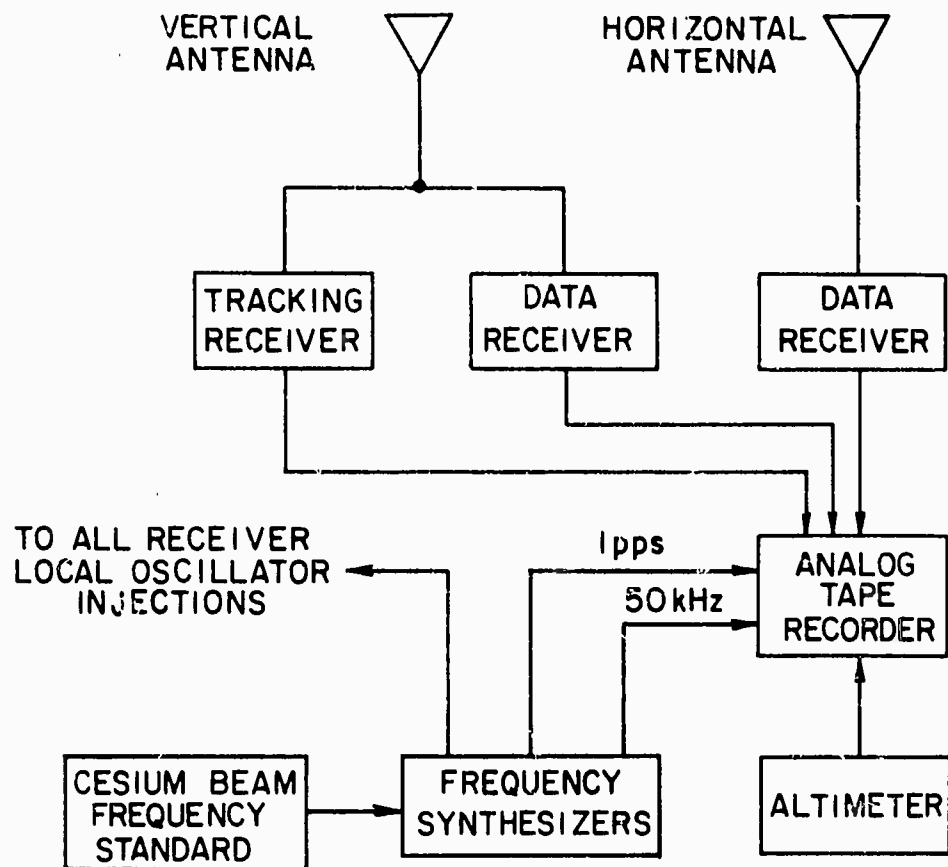 VERTICAL
ANTENNA
HORIZONTAL
ANTENNA
TRACKING
RECEIVER
DATA
RECEIVER
DATA
RECEIVER
TO ALL RECEIVER
LOCAL OSCILLATOR
INJECTIONS
1pps
50kHz
ANALOG
TAPE
RECORDER
CESIUM BEAM
FREQUENCY
STANDARD
FREQUENCY
SYNTHESIZERS
ALTIMETER